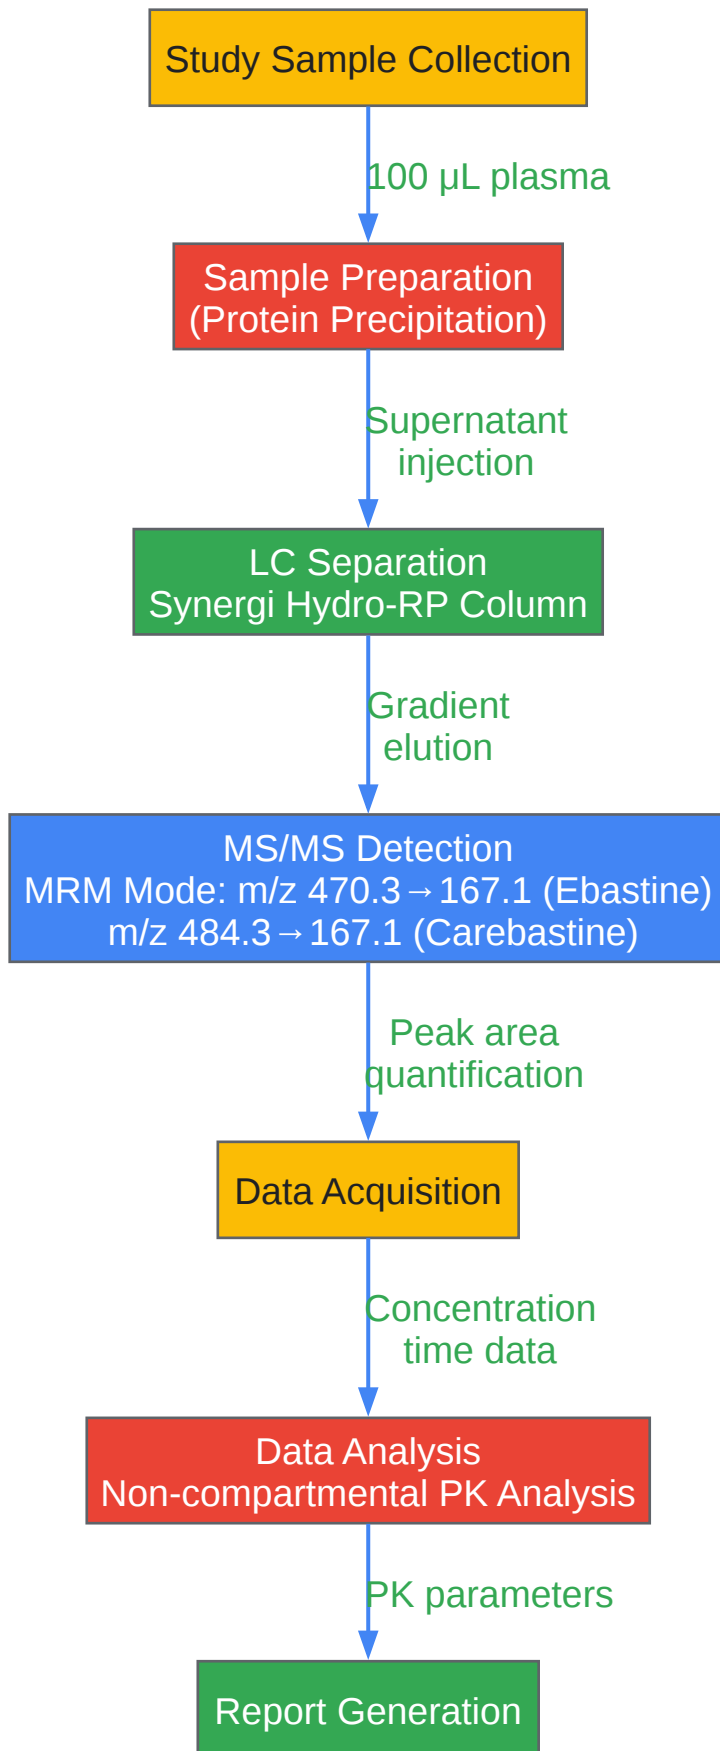 Study Sample Collection
100 μL plasma
Sample Preparation
(Protein Precipitation)
Supernatant
injection
LC Separation
Synergi Hydro-RP Column
Gradient
elution
MS/MS Detection
MRM Mode: m/z 470.3→167.1 (Ebastine)
m/z 484.3→167.1 (Carebastine)
Peak area
quantification
Data Acquisition
Concentration
time data
Data Analysis
Non-compartmental PK Analysis
PK parameters
Report Generation